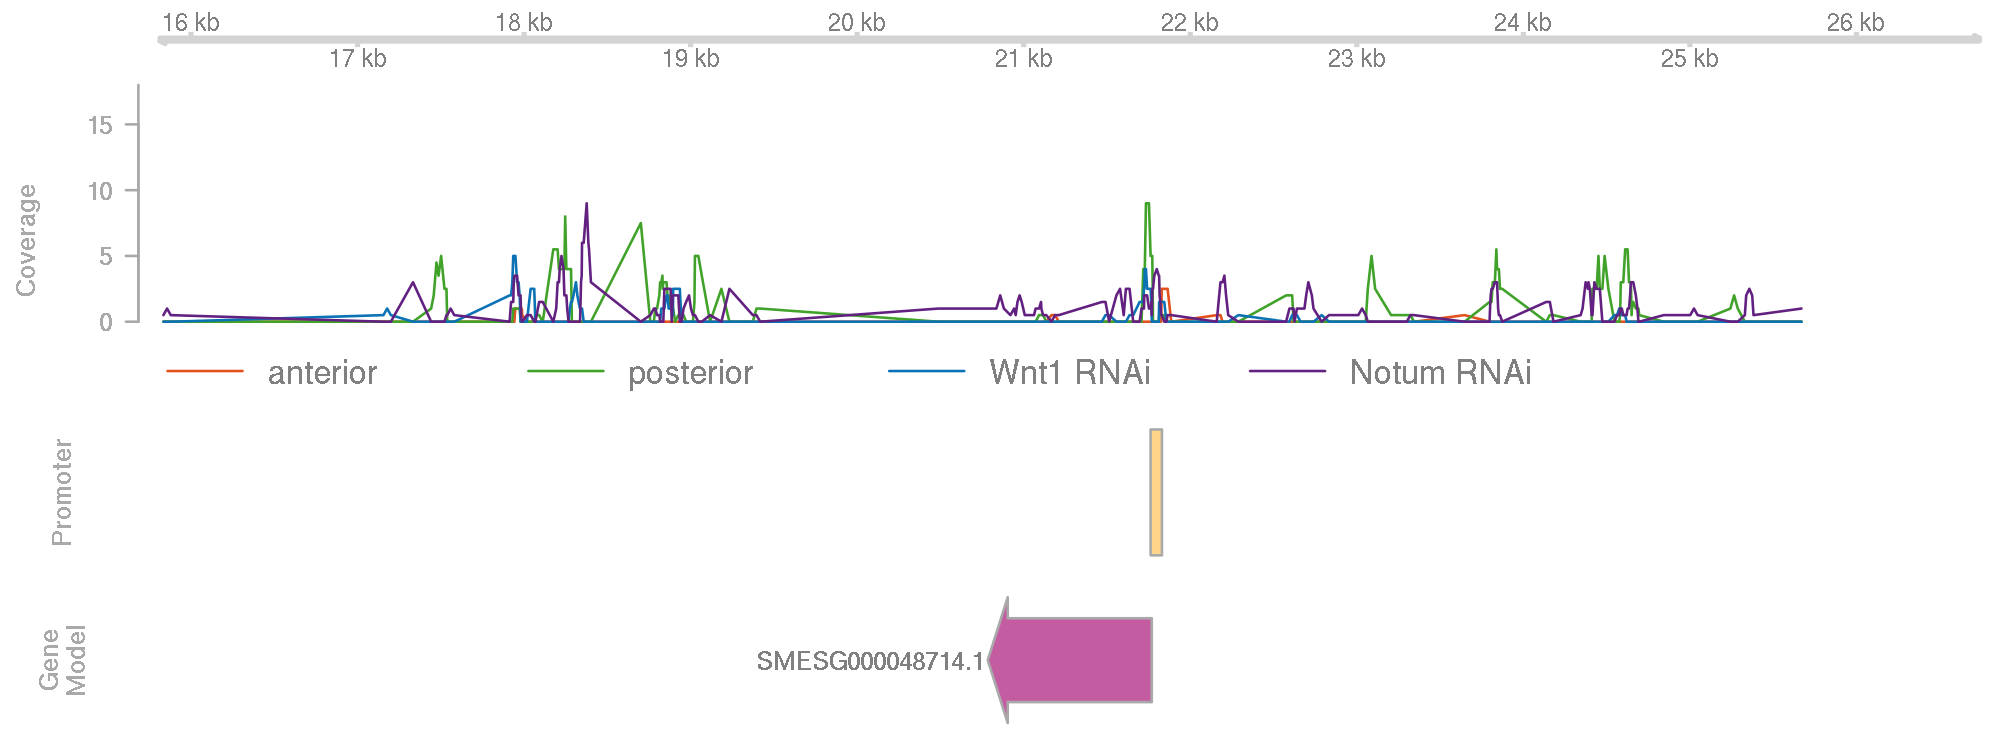 16 kb 18 kb 20 kb 22 kb 24 kb 26 kb
17 kb 19 kb 21 kb 23 kb 25 kb
Coverage
15
10
5
0
anterior posterior Wnt1 RNAi Notum RNAi
Promoter
Gene
Model
SMESG000048714.1